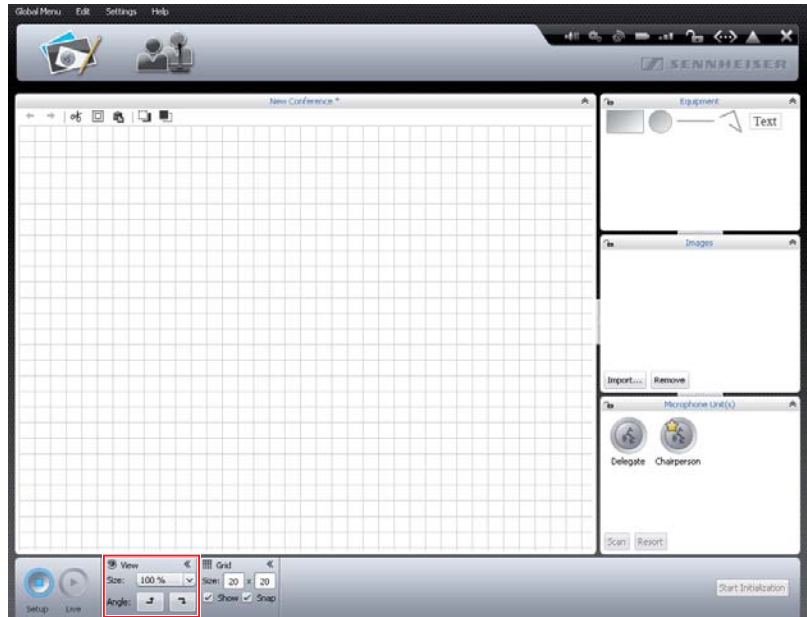 Global Menu Edit Settings Help
SENNHEISER
New Conference *
Equipment
Text
Images
Import... Remove
Microphone Unit(s)
Delegate Chairperson
Scan Resort
View
Size: 100 %
Angle:
Grid
Size: 20 x 20
Show Snap
Setup Live
Start Initialization